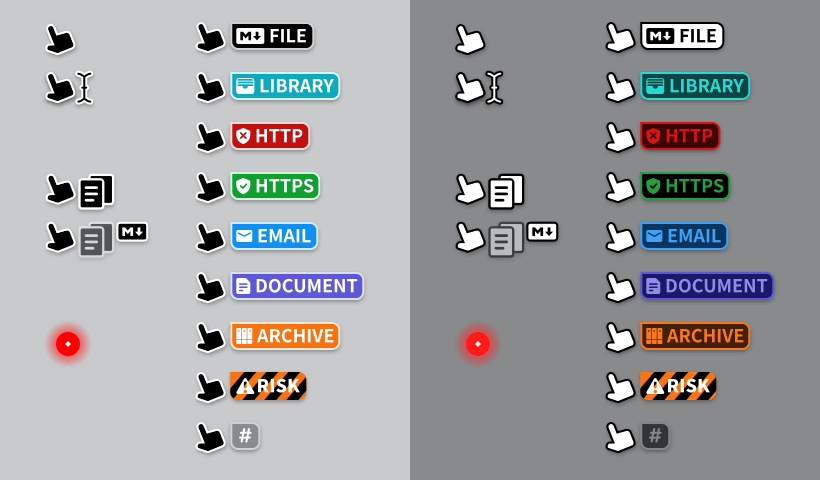 M↓ FILE
LIBRARY
HTTP
HTTPS
M↓ EMAIL
DOCUMENT
ARCHIVE
RISK
#
M↓ FILE
LIBRARY
HTTP
HTTPS
M↓ EMAIL
DOCUMENT
ARCHIVE
RISK
#